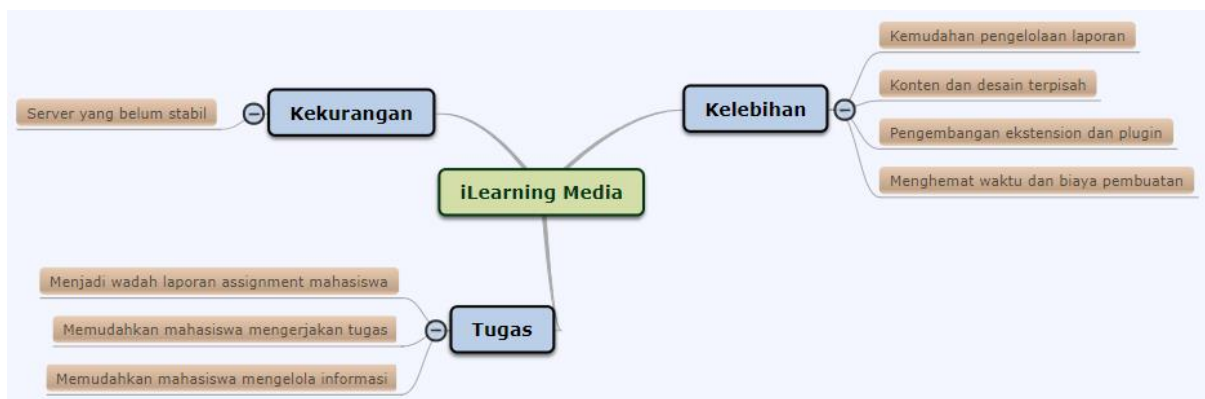 iLearning Media
Kelebihan
Kemudahan pengelolaan laporan
Konten dan desain terpisah
Pengembangan ekstension dan plugin
Menghemat waktu dan biaya pembuatan
Kekurangan
Server yang belum stabil
Tugas
Menjadi wadah laporan assignment mahasiswa
Memudahkan mahasiswa mengerjakan tugas
Memudahkan mahasiswa mengelola informasi